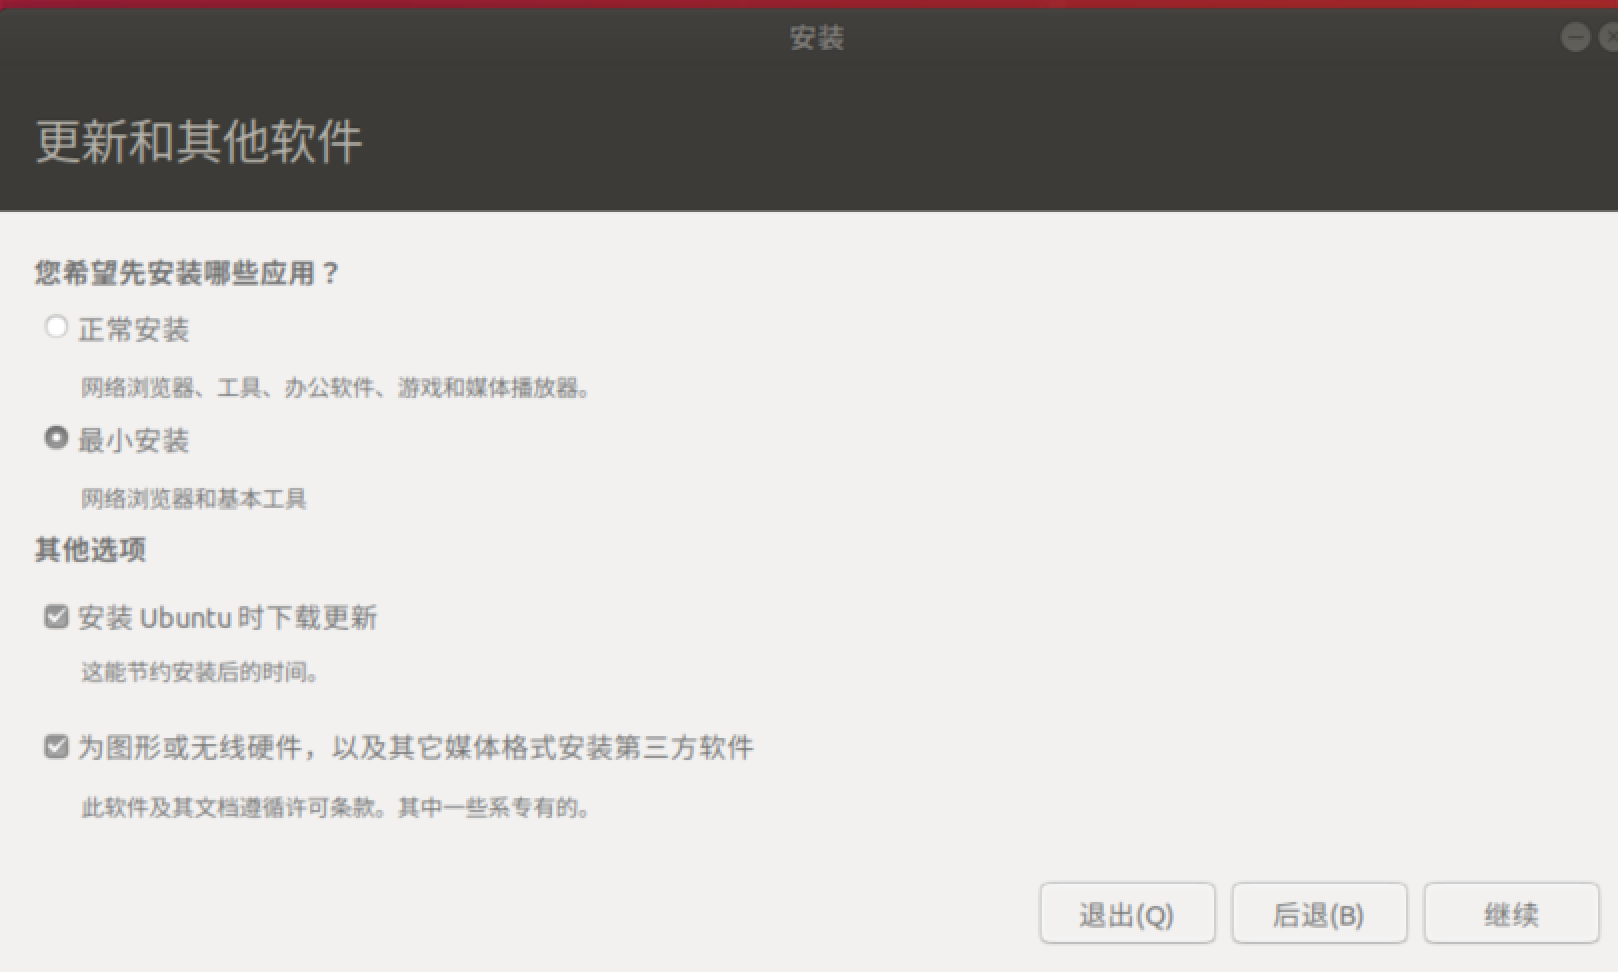 安装
更新和其他软件
您希望先安装哪些应用？
正常安装
网络浏览器、工具、办公软件、游戏和媒体播放器。
最小安装
网络浏览器和基本工具
其他选项
安装 Ubuntu 时下载更新
这能节约安装后的时间。
为图形或无线硬件，以及其它媒体格式安装第三方软件
此软件及其文档遵循许可条款。其中一些系专有的。
退出(Q)
后退(B)
继续